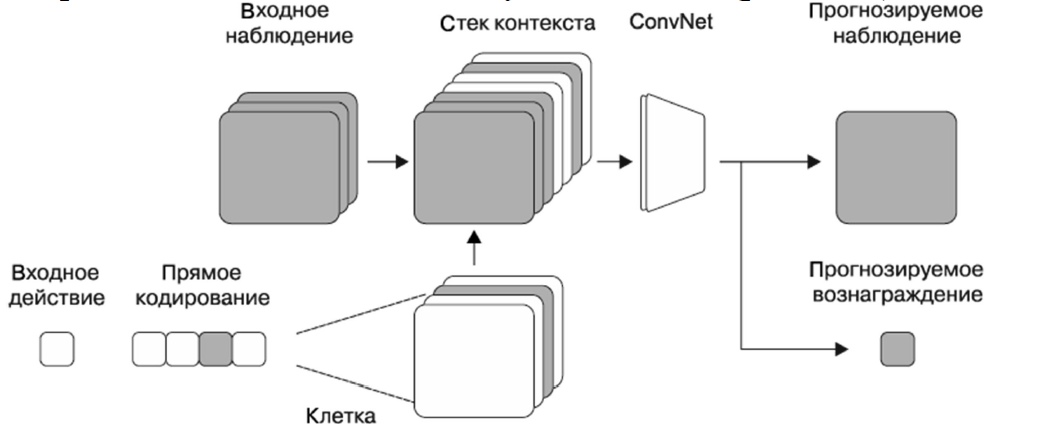 Входное
наблюдение
Стек контекста
ConvNet
Прогнозируемое
наблюдение
Входное
действие
Прямое
кодирование
Прогнозируемое
вознаграждение
Клетка